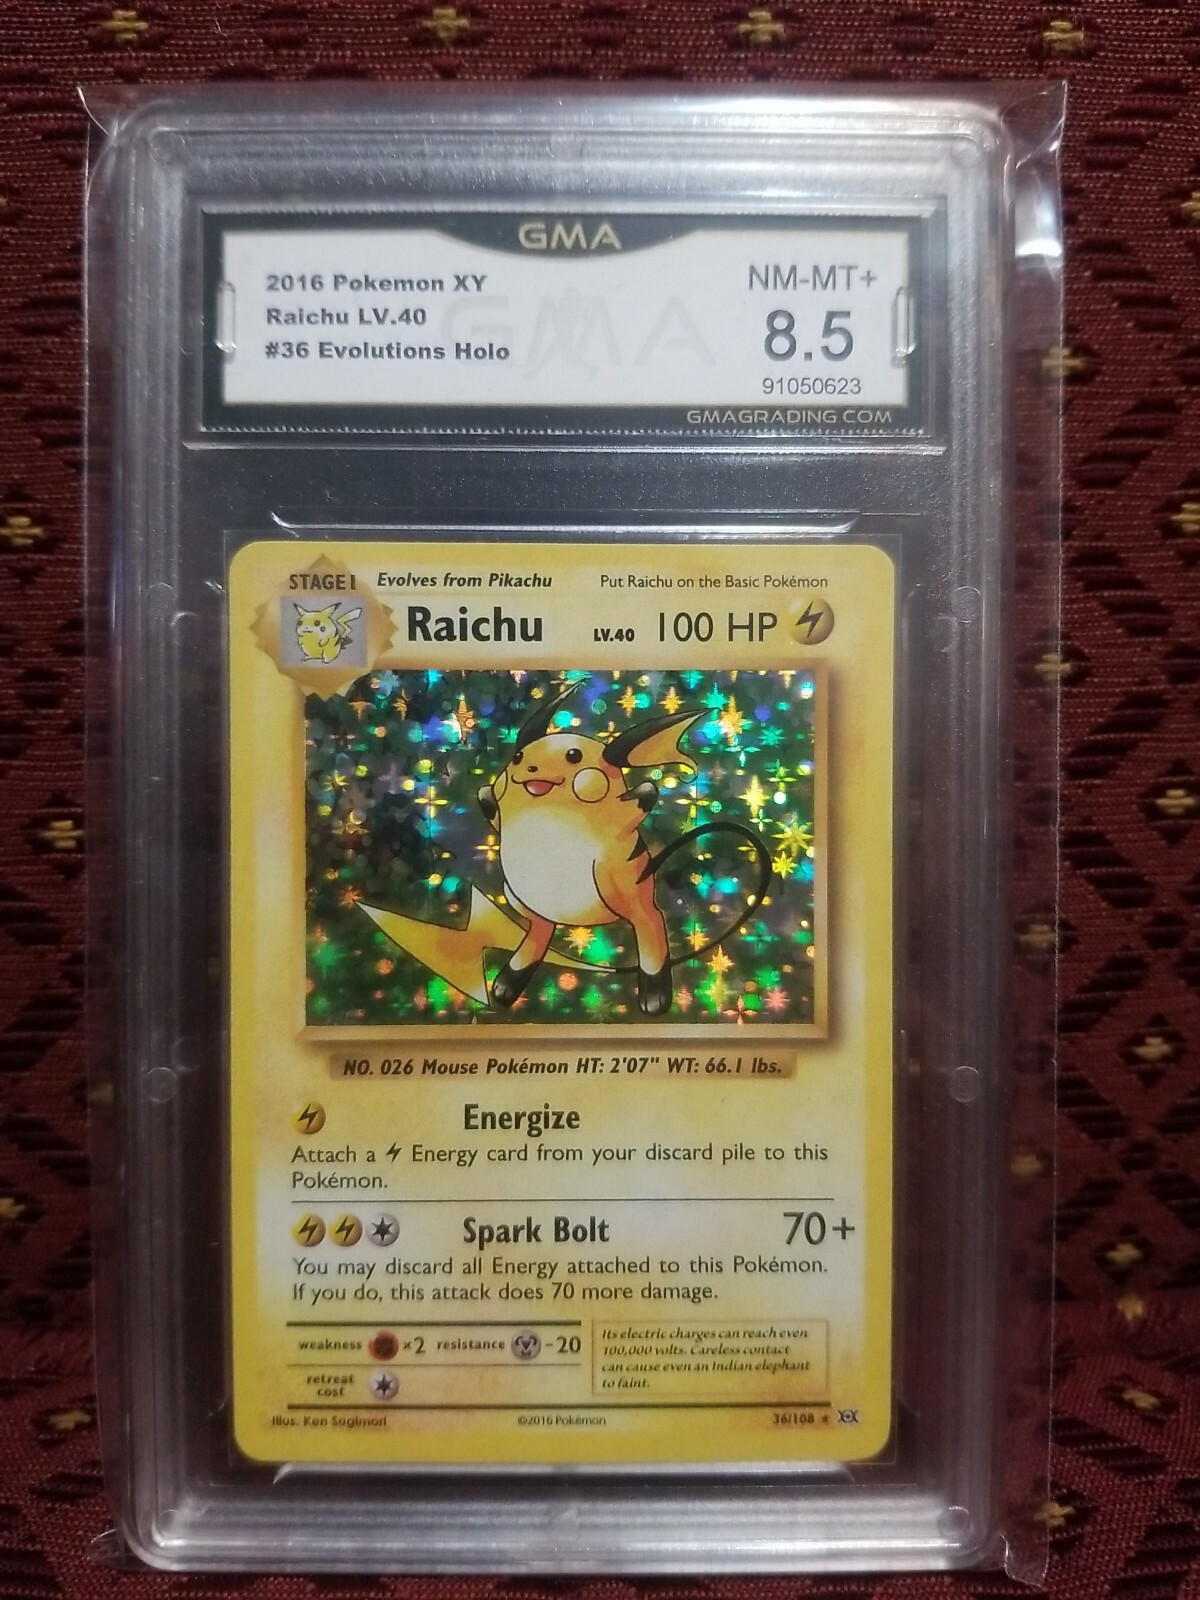 GMA
2016 Pokemon XY
Raichu LV.40
#36 Evolutions Holo
NM-MT+
8.5
91050623
GMA
GMAGRADING.COM
STAGE 1 Evolves from Pikachu Put Raichu on the Basic Pokémon
Raichu LV.40 100 HP
NO. 026 Mouse Pokémon HT: 2'07" WT: 66.1 lbs.
Energize
Attach a Energy card from your discard pile to this
Pokémon.
Spark Bolt 70+
You may discard all Energy attached to this Pokémon.
If you do, this attack does 70 more damage.
weakness ×2 resistance -20
retreat
cost
Its electric charges can reach even
100,000 volts. Careless contact
can cause even an Indian elephant
to faint.
Illus. Ken Sugimori ©2016 Pokémon 36/108 ★